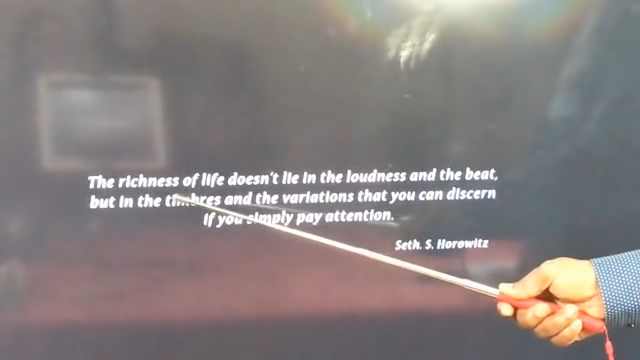 The richness of life doesn't lie in the loudness and the beat,
but in the and the variations that you can discern
if you simply pay attention.
Seth. S. Horowitz